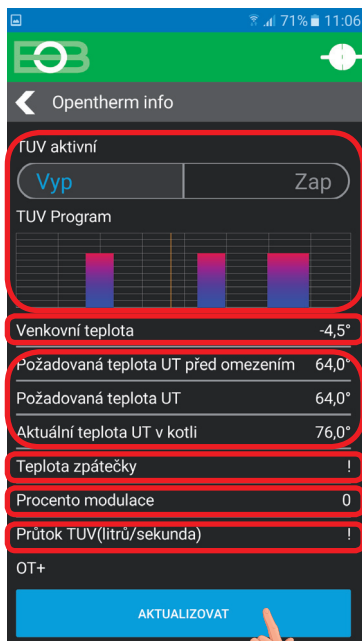 71% 11:06
EOB
Opentherm info
TUV aktivní
Vyp Zap
TUV Program
Venkovní teplota -4,5°
Požadovaná teplota UT před omezením 64,0°
Požadovaná teplota UT 64,0°
Aktuální teplota UT v kotli 76,0°
Teplota zpátečky !
Procento modulace 0
Průtok TUV(litrů/sekunda) !
OT+
AKTUALIZOVAT